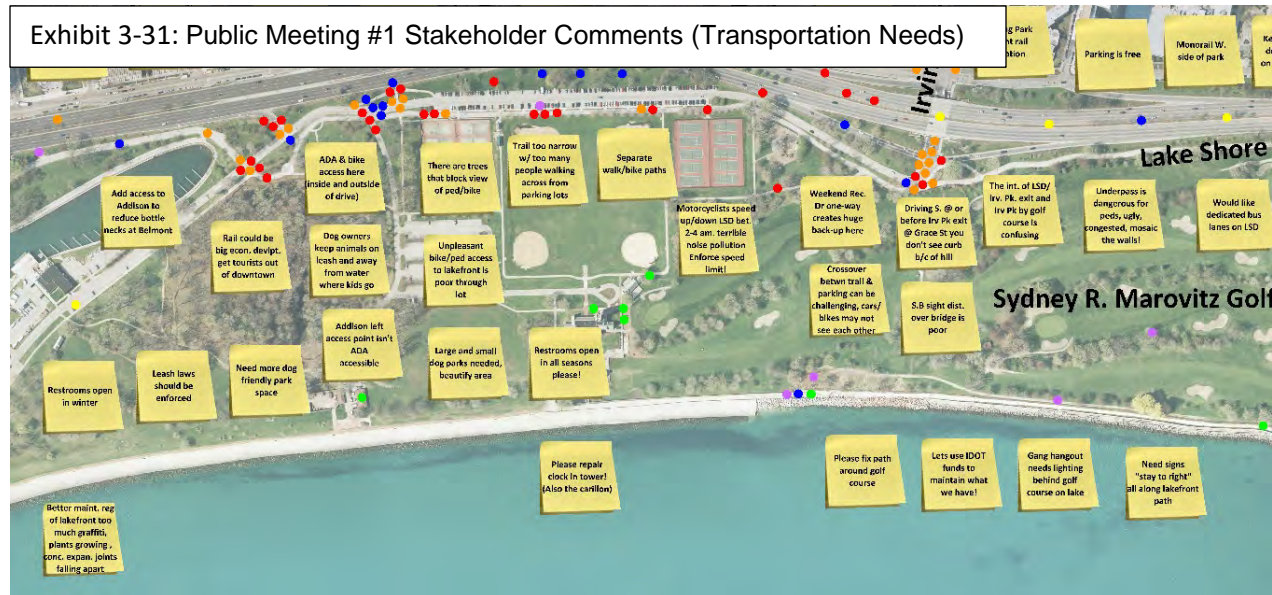 Exhibit 3-31: Public Meeting #1 Stakeholder Comments (Transportation Needs)
Park
rail
Parking is free
Monorail W.
side of park
on
Lake Shore
Add access to
Addison to
reduce bottle
necks at Belmont
Rail could be
big econ. devlpt.
get tourists out
of downtown
ADA & bike
access here
(inside and outside
of drive)
Dog owners
keep animals on
leash and away
from water
where kids go
There are trees
that block view
of ped/bike
Unpleasant
bike/ped access
to lakefront is
poor through
lot
Trail too narrow
w/ too many
people walking
across from
parking lots
Separate
walk/bike paths
Motorcyclists speed
up/down LSD bet.
2-4 am. terrible
noise pollution
Enforce speed
limit!
Weekend Rec.
Dr one-way
creates huge
back-up here
Crossover
betwn trail &
parking can be
challenging, cars/
bikes may not
see each other
Driving S. @ or
before Irv Pk exit
@ Grace St you
don't see curb
b/c of hill
S.B sight dist.
over bridge is
poor
The int. of LSD/
Irv. Pk. exit and
Irv Pk by golf
course is
confusing
Underpass is
dangerous for
peds, ugly,
congested, mosaic
the walls!
Would like
dedicated bus
lanes on LSD
Sydney R. Marovitz Golf
Restrooms open
in winter
Leash laws
should be
enforced
Need more dog
friendly park
space
Addison left
access point isn't
ADA
accessible
Large and small
dog parks needed,
beautify area
Restrooms open
in all seasons
please!
Please repair
clock in tower!
(Also the carillon)
Please fix path
around golf
course
Lets use IDOT
funds to
maintain what
we have!
Gang hangout
needs lighting
behind golf
course on lake
Need signs
"stay to right"
all along lakefront
path
Better maint. reg
of lakefront too
much graffiti,
plants growing ,
conc. expan. joints
falling apart